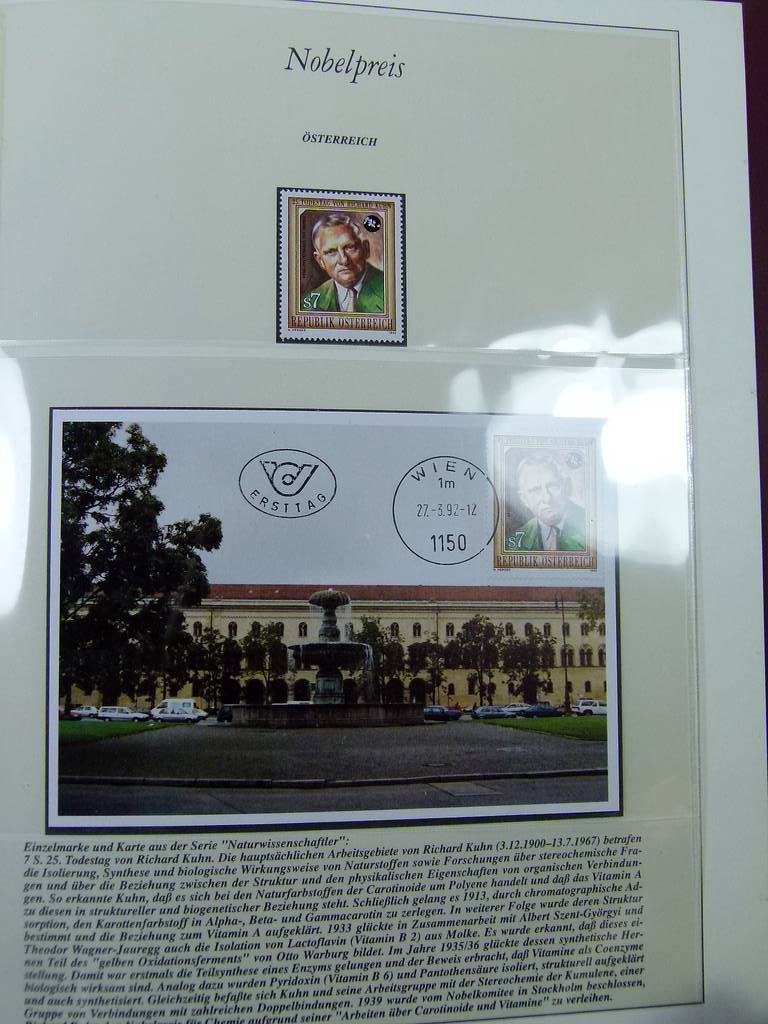 Nobelpreis
ÖSTERREICH
25. TODESTAG VON RICHARD KUHN
s7
REPUBLIK ÖSTERREICH
ERSTTAG
WIEN
1m
27.-3.92-12
1150
s7
REPUBLIK ÖSTERREICH
Einzelmarke und Karte aus der Serie "Naturwissenschaftler":
7 S. 25. Todestag von Richard Kuhn. Die hauptsächlichen Arbeitsgebiete von Richard Kuhn (3.12.1900–13.7.1967) betrafen
die Isolierung, Synthese und biologische Wirkungsweise von Naturstoffen sowie Forschungen über stereochemische Fra-
gen und über die Beziehung zwischen der Struktur und den physikalischen Eigenschaften von organischen Verbindun-
gen. So erkannte Kuhn, daß es sich bei den Naturfarbstoffen der Carotinoide um Polyene handelt und daß das Vitamin A
zu diesen in struktureller und biogenetischer Beziehung steht. Schließlich gelang es 1913, durch chromatographische Ad-
sorption, den Karottenfarbstoff in Alpha-, Beta- und Gammacarotin zu zerlegen. In weiterer Folge wurde deren Struktur
bestimmt und die Beziehung zum Vitamin A aufgeklärt. 1933 glückte in Zusammenarbeit mit Albert Szent-Györgyi und
Theodor Wagner-Jauregg auch die Isolation von Lactoflavin (Vitamin B 2) aus Molke. Es wurde erkannt, daß dieses ei-
nen Teil des "gelben Oxidationsferments" von Otto Warburg bildet. Im Jahre 1935/36 glückte dessen synthetische Her-
stellung. Damit war erstmals die Teilsynthese eines Enzyms gelungen und der Beweis erbracht, daß Vitamine als Coenzyme
biologisch wirksam sind. Analog dazu wurden Pyridoxin (Vitamin B 6) und Pantothensäure isoliert, strukturell aufgeklärt
und auch synthetisiert. Gleichzeitig befaßte sich Kuhn und seine Arbeitsgruppe mit der Stereochemie der Kumulene, einer
Gruppe von Verbindungen mit zahlreichen Doppelbindungen. 1939 wurde vom Nobelkomitee in Stockholm beschlossen,
Richard Kuhn den Nobelpreis für Chemie aufgrund seiner "Arbeiten über Carotinoide und Vitamine" zu verleihen.